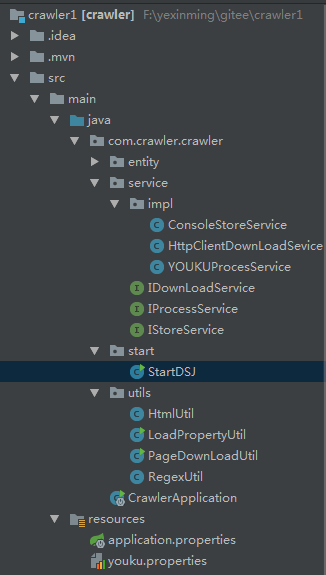 crawler1 [crawler] F:\yexinming\gitee\crawler1
.idea
.mvn
src
main
java
com.crawler.crawler
entity
service
impl
ConsoleStoreService
HttpClientDownLoadSevice
YOUKUProcesService
IDownLoadService
IProcessService
IStoreService
start
StartDSJ
utils
HtmlUtil
LoadPropertyUtil
PageDownLoadUtil
RegexUtil
CrawlerApplication
resources
application.properties
youku.properties